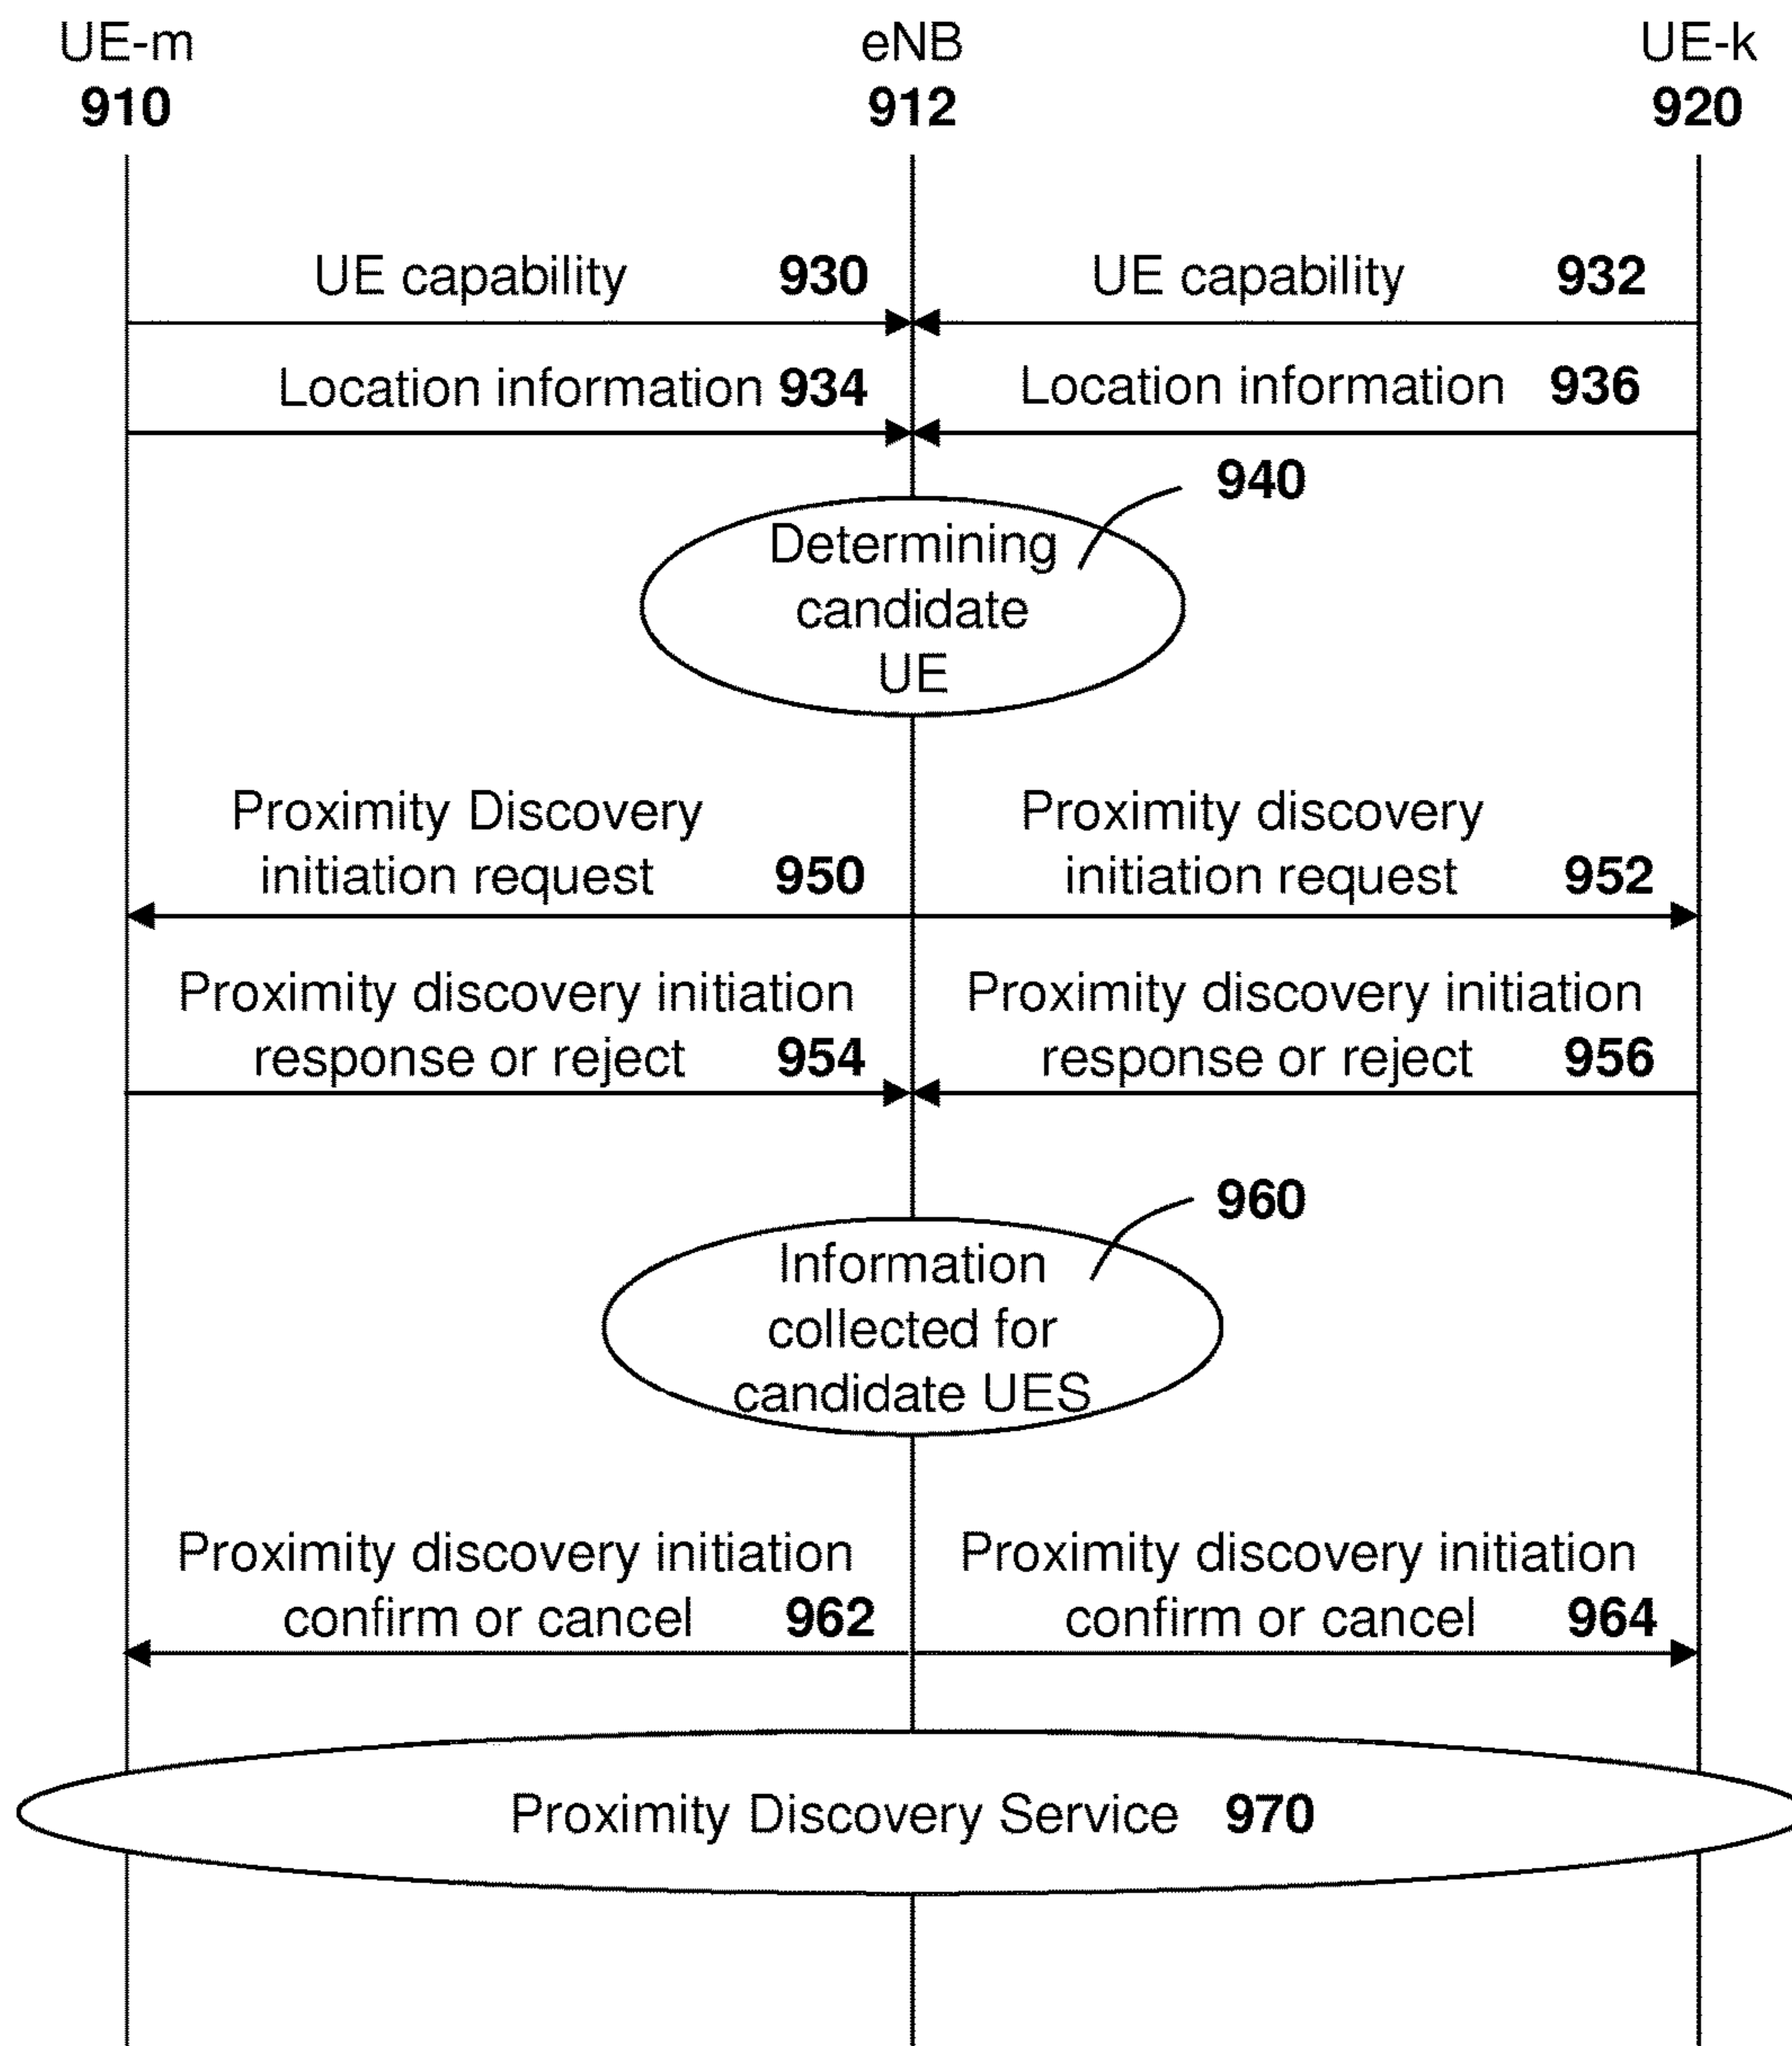 UE-m eNB UE-k
910 912 920
UE capability 930 UE capability 932
Location information 934 Location information 936
940
Determining
candidate
UE
Proximity Discovery Proximity discovery
initiation request 950 initiation request 952
Proximity discovery initiation Proximity discovery initiation
response or reject 954 response or reject 956
960
Information
collected for
candidate UES
Proximity discovery initiation Proximity discovery initiation
confirm or cancel 962 confirm or cancel 964
Proximity Discovery Service 970